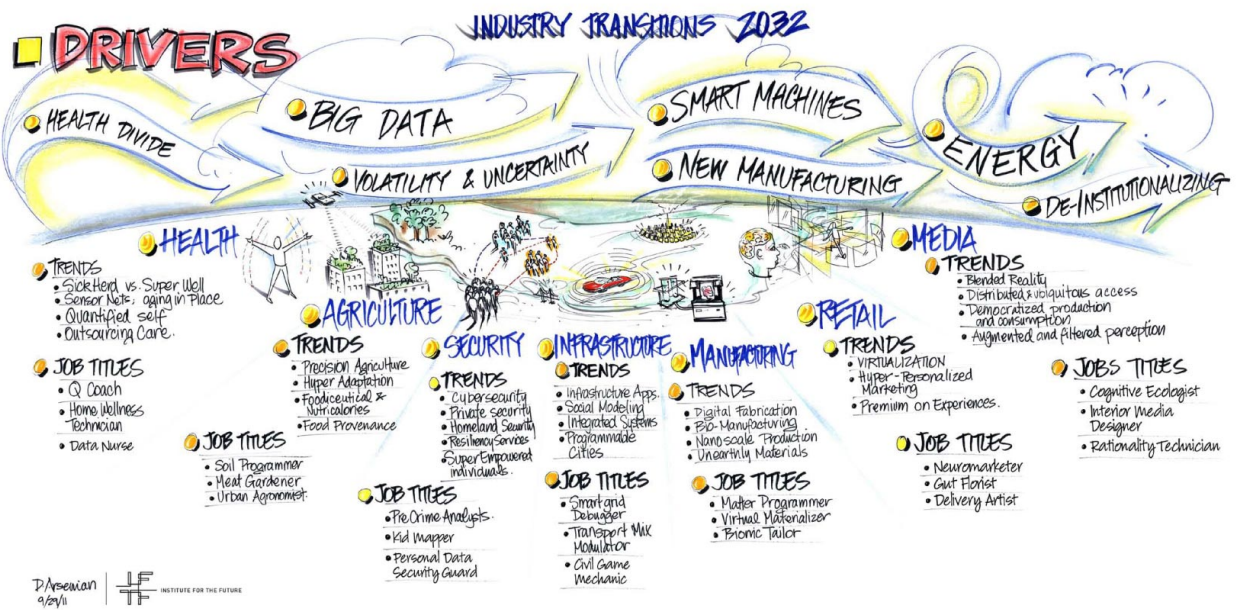 INDUSTRY TRANSITIONS 2032
DRIVERS
HEALTH DIVIDE
BIG DATA
VOLATILITY & UNCERTAINTY
SMART MACHINES
NEW MANUFACTURING
ENERGY
DE-INSTITUTIONALIZING
HEALTH
TRENDS
• Sick Herd vs. Super Well
• Sensor Nets; aging in Place
• Quantified self
• Outsourcing Care.
JOB TITLES
• Q Coach
• Home Wellness
Technician
• Data Nurse
AGRICULTURE
TRENDS
• Precision Agriculture
• Hyper Adaptation
• Foodiceutical &
Nutricalories
• Food Provenance
JOB TITLES
• Soil Programmer
• Meat Gardener
• Urban Agronomist.
SECURITY
TRENDS
• Cybersecurity
• Private security
• Homeland Security
• Resiliency Services
• Super Empowered
individuals.
JOB TITLES
• Pre Crime Analysts.
• Kid Mapper
• Personal Data
Security Guard
INFRASTRUCTURE
TRENDS
• Infrastructure Apps.
• Social Modeling
• Integrated Systems
• Programmable
Cities
JOB TITLES
• Smartgrid
Debugger
• Transport Mix
Modulator
• Civil Game
Mechanic
MANUFACTURING
TRENDS
• Digital Fabrication
• Bio-Manufacturing
• Nanoscale Production
• Unearthly Materials
JOB TITLES
• Matter Programmer
• Virtual Materializer
• Bionic Tailor
RETAIL
TRENDS
• VIRTUALIZATION
• Hyper-Personalized
Marketing
• Premium on Experiences.
JOB TITLES
• Neuromarketer
• Gut Florist
• Delivery Artist
MEDIA
TRENDS
• Blended Reality
• Distributed & ubiquitous access
• Democratized production
and consumption
• Augmented and filtered perception
JOBS TITLES
• Cognitive Ecologist
• Interior Media
Designer
• Rationality Technician
D. Arsenian
9/29/11
INSTITUTE FOR THE FUTURE